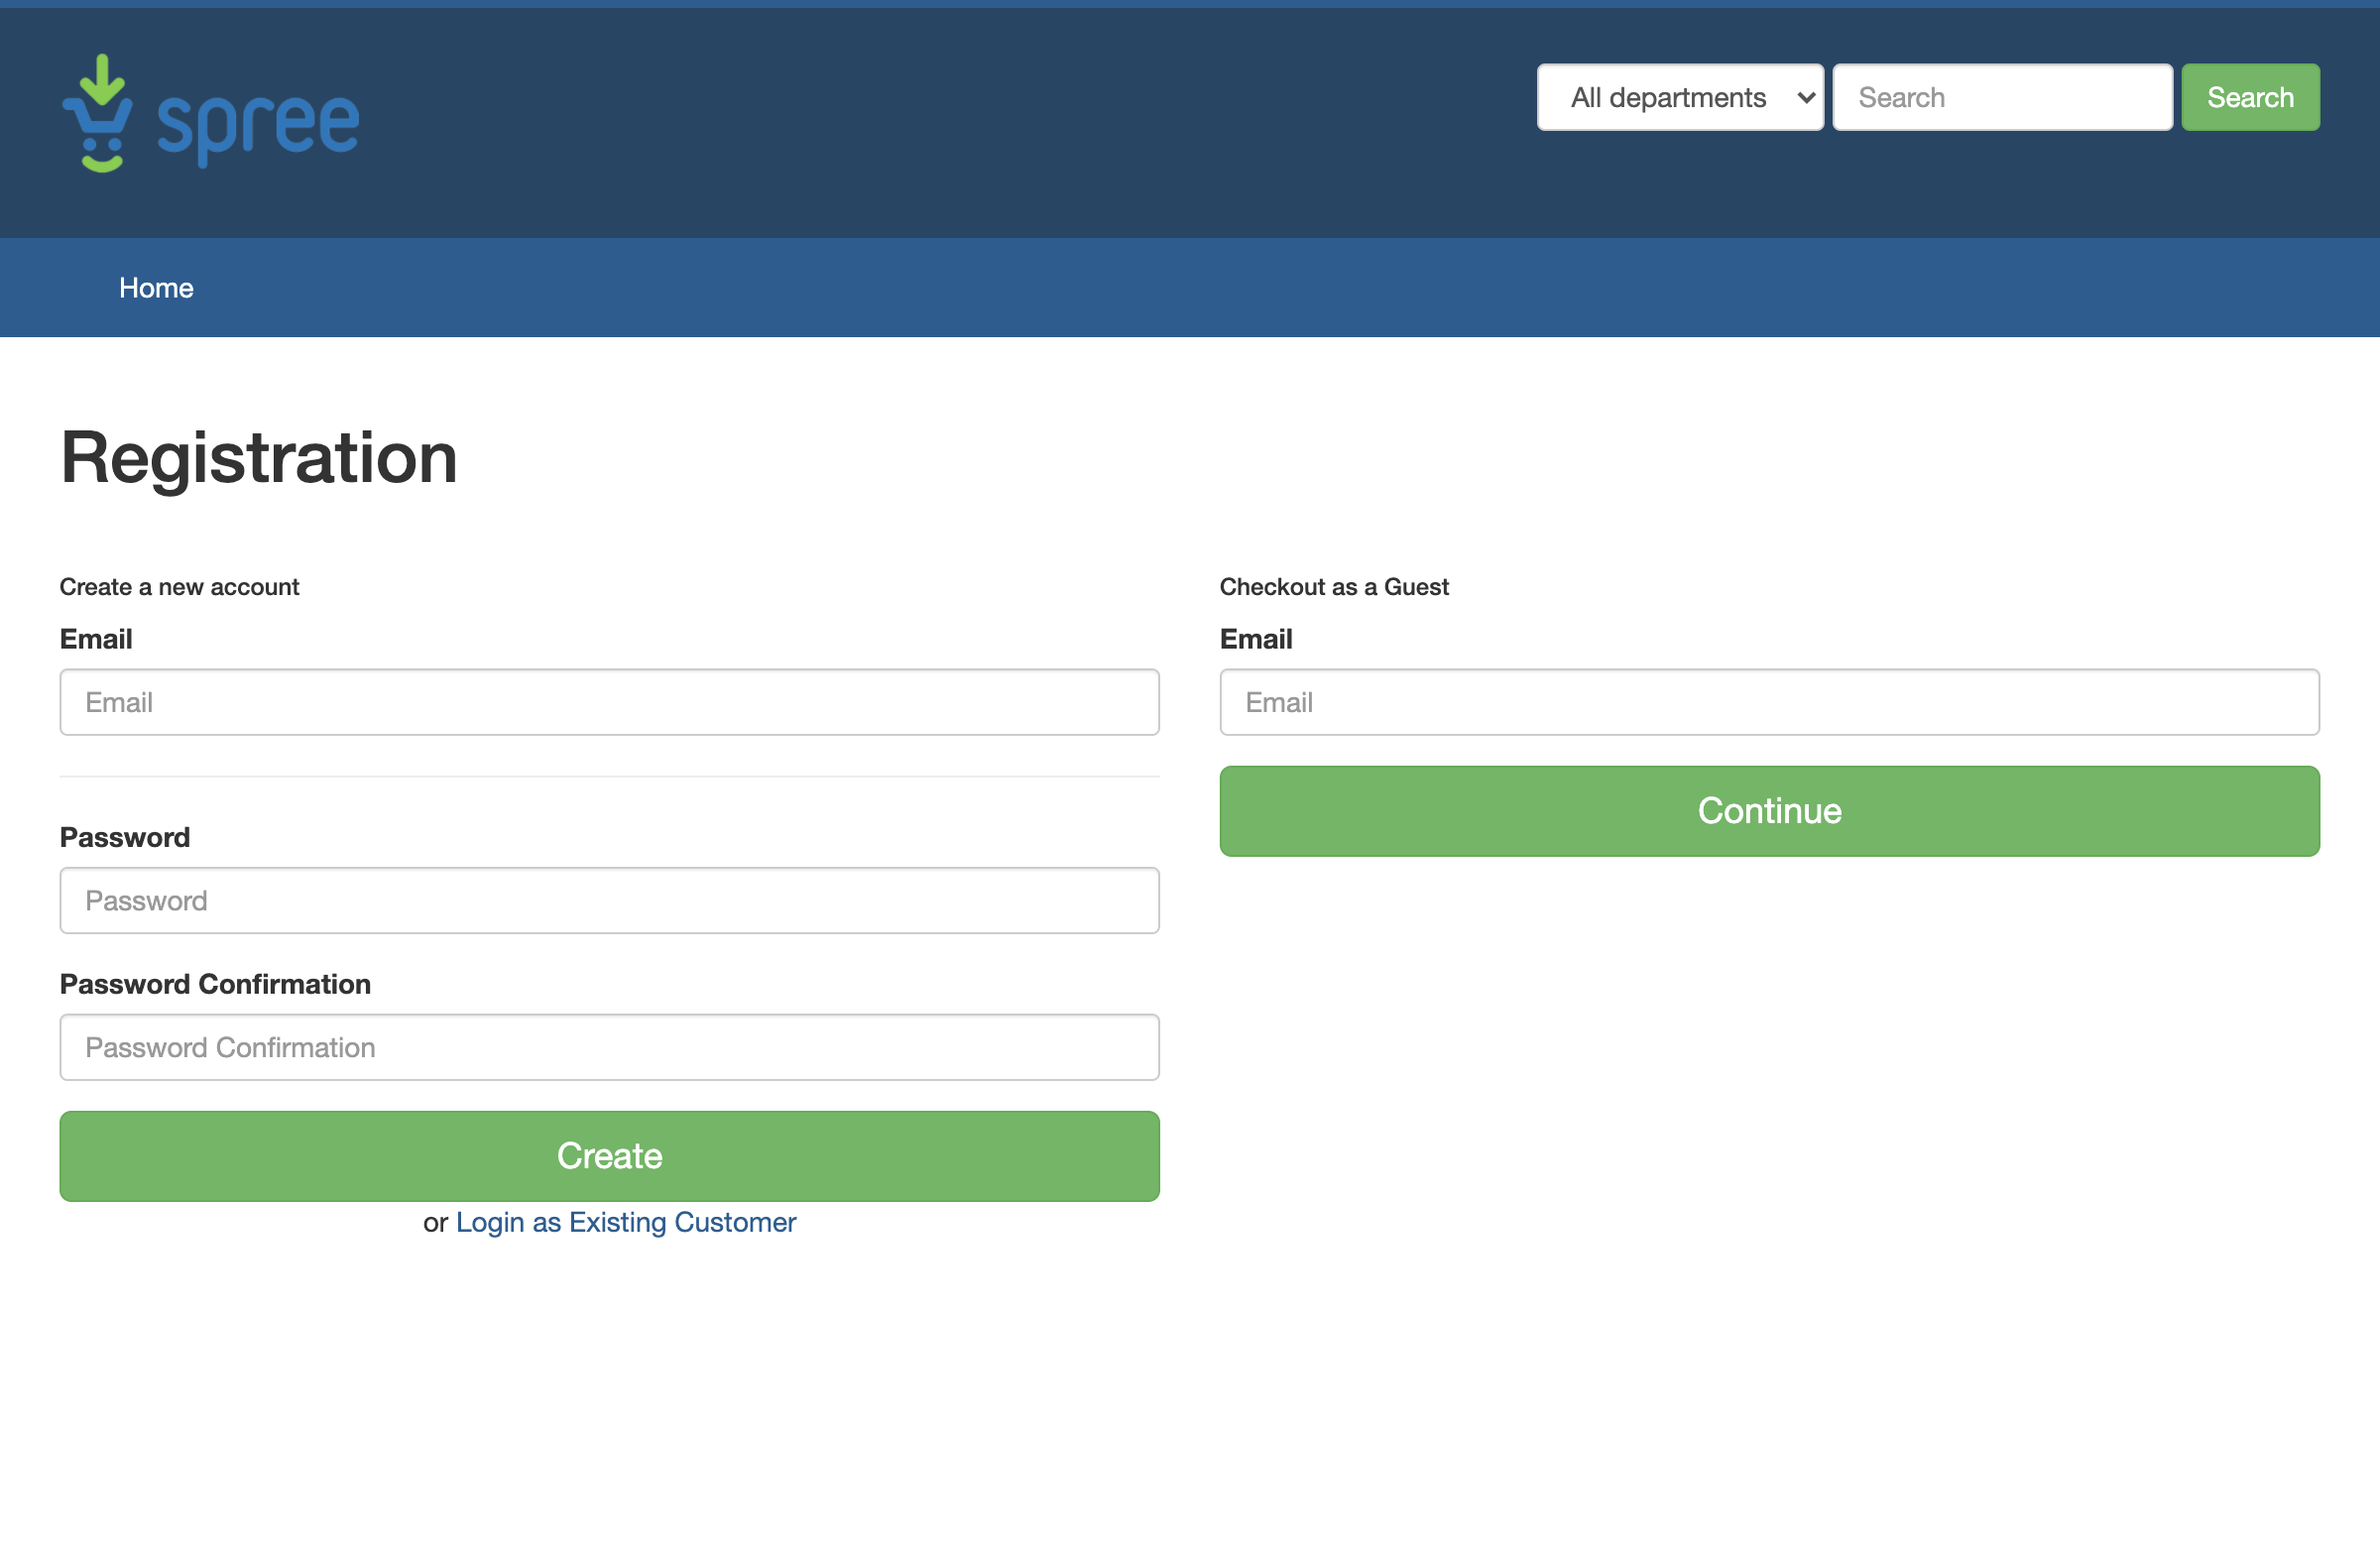 spree
All departments
Search
Search
Home
Registration
Create a new account
Email
Email
Password
Password
Password Confirmation
Password Confirmation
Create
or Login as Existing Customer
Checkout as a Guest
Email
Email
Continue